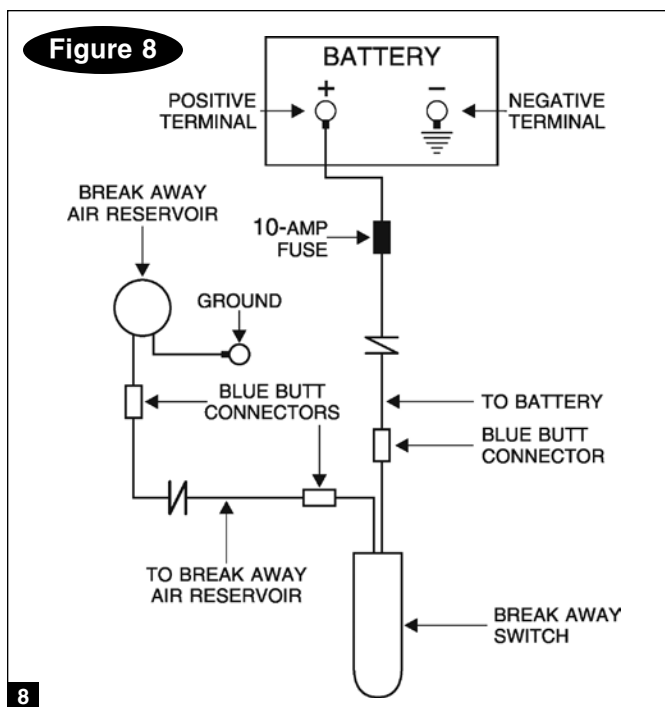 Figure 8
BATTERY
+
-
POSITIVE
TERMINAL
NEGATIVE
TERMINAL
BREAK AWAY
AIR RESERVOIR
10-AMP
FUSE
GROUND
BLUE BUTT
CONNECTORS
TO BATTERY
BLUE BUTT
CONNECTOR
TO BREAK AWAY
AIR RESERVOIR
BREAK AWAY
SWITCH
8